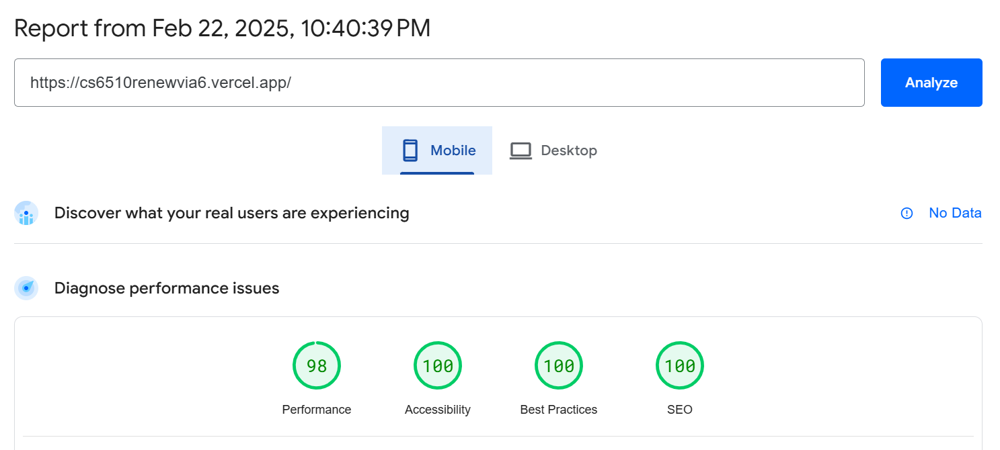 Report from Feb 22, 2025, 10:40:39 PM
https://cs6510renewvia6.vercel.app/
Analyze
Mobile
Desktop
Discover what your real users are experiencing
No Data
Diagnose performance issues
98
100
100
100
Performance
Accessibility
Best Practices
SEO